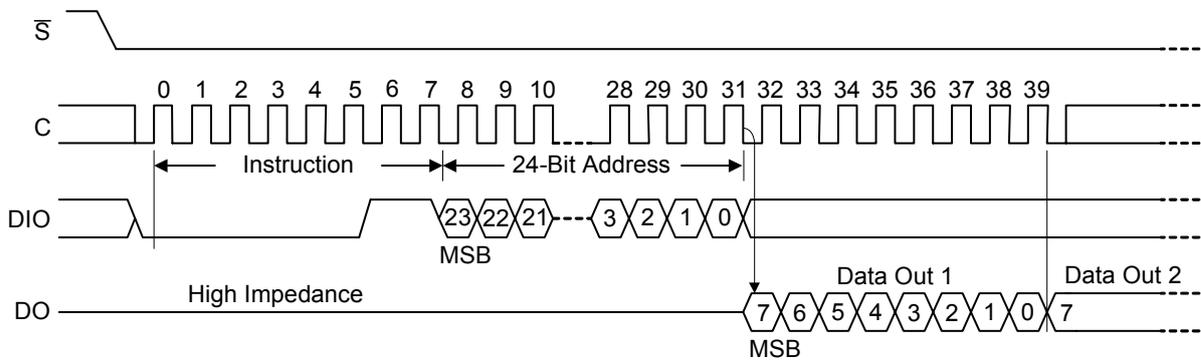 S
0 1 2 3 4 5 6 7 8 9 10 28 29 30 31 32 33 34 35 36 37 38 39
C
Instruction 24-Bit Address
DIO 23 22 21 3 2 1 0
MSB
Data Out 1 Data Out 2
High Impedance
DO 7 6 5 4 3 2 1 0 7
MSB